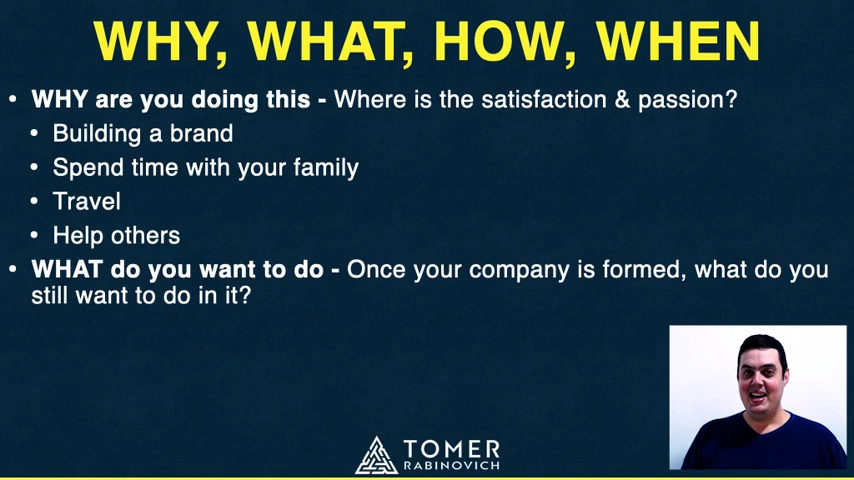 WHY, WHAT, HOW, WHEN
• WHY are you doing this - Where is the satisfaction & passion?
• Building a brand
• Spend time with your family
• Travel
• Help others
• WHAT do you want to do - Once your company is formed, what do you
still want to do in it?
TOMER
RABINOVICH